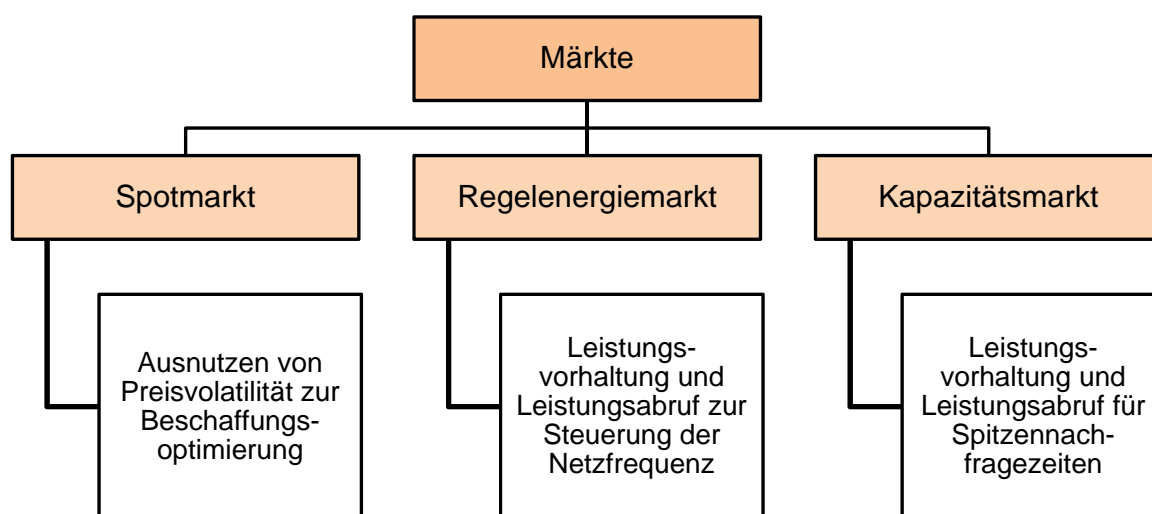 Märkte
Spotmarkt
Regelenergiemarkt
Kapazitätsmarkt
Ausnutzen von
Preisvolatilität zur
Beschaffungs-
optimierung
Leistungs-
vorhaltung und
Leistungsabruf zur
Steuerung der
Netzfrequenz
Leistungs-
vorhaltung und
Leistungsabruf für
Spitzennach-
fragezeiten